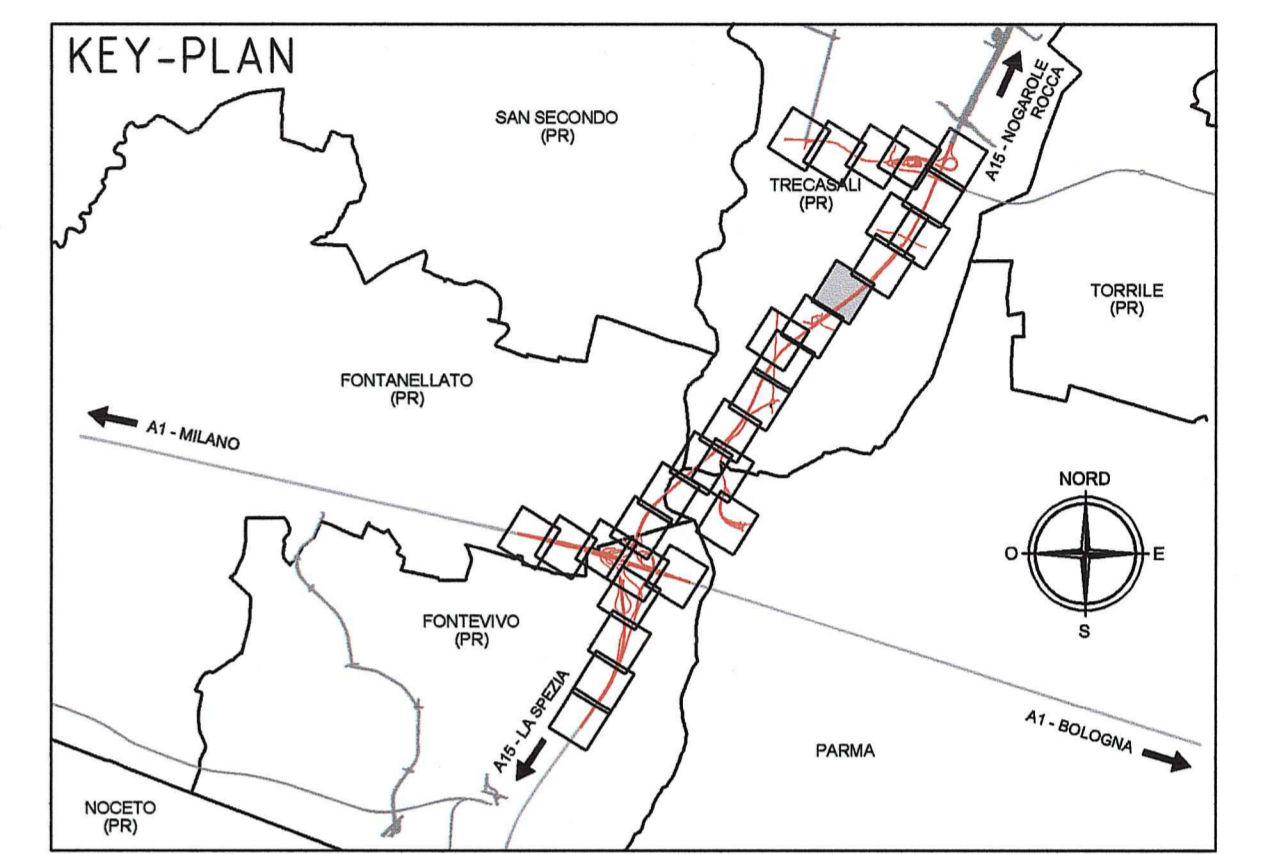 KEY-PLAN
SAN SECONDO
(PR)
A15 - NOGAROLE
ROCCA
TRECASALI
(PR)
TORRILE
(PR)
FONTANELLATO
(PR)
A1 - MILANO
NORD
O
E
S
FONTEVIVO
(PR)
A15 - LA SPEZIA
A1 - BOLOGNA
PARMA
NOCETO
(PR)